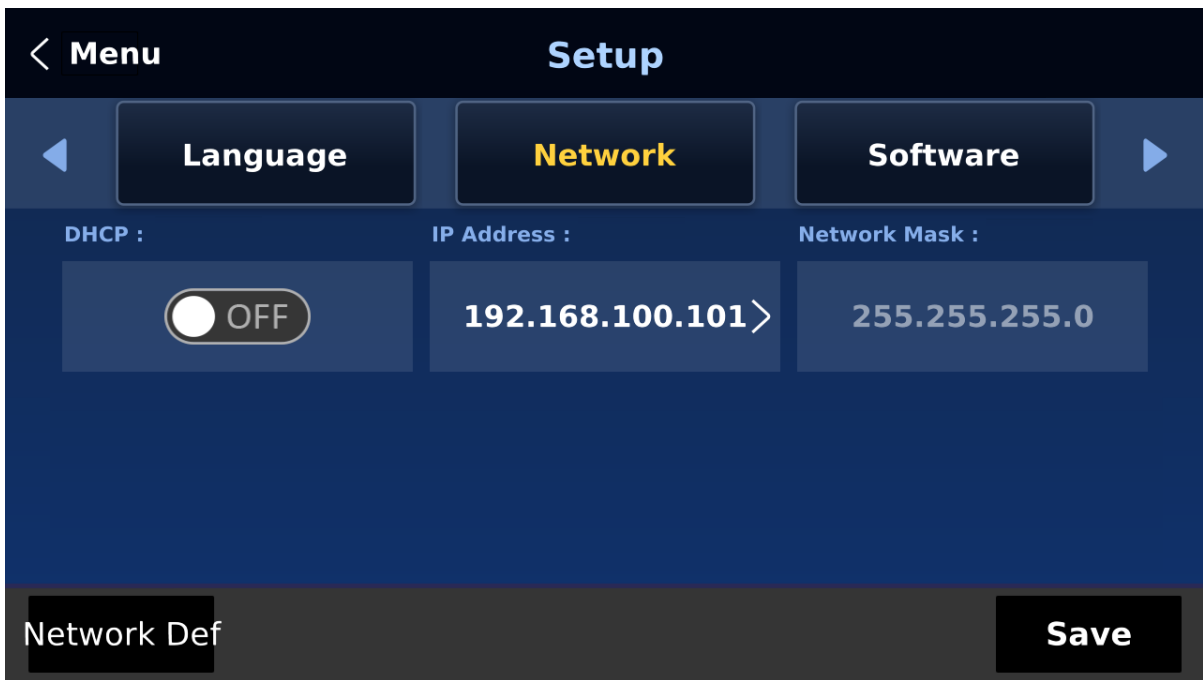 Menu
Setup
Language
Network
Software
DHCP :
IP Address :
Network Mask :
OFF
192.168.100.101
255.255.255.0
Network Def
Save